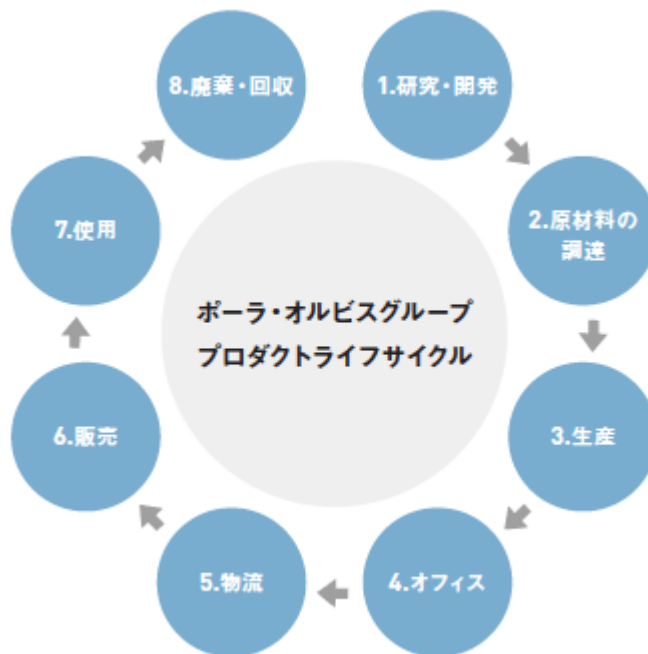 1.研究・開発
2.原材料の
調達
3.生産
4.オフィス
5.物流
6.販売
7.使用
8.廃棄・回収
ポーラ・オルビスグループ
プロダクトライフサイクル